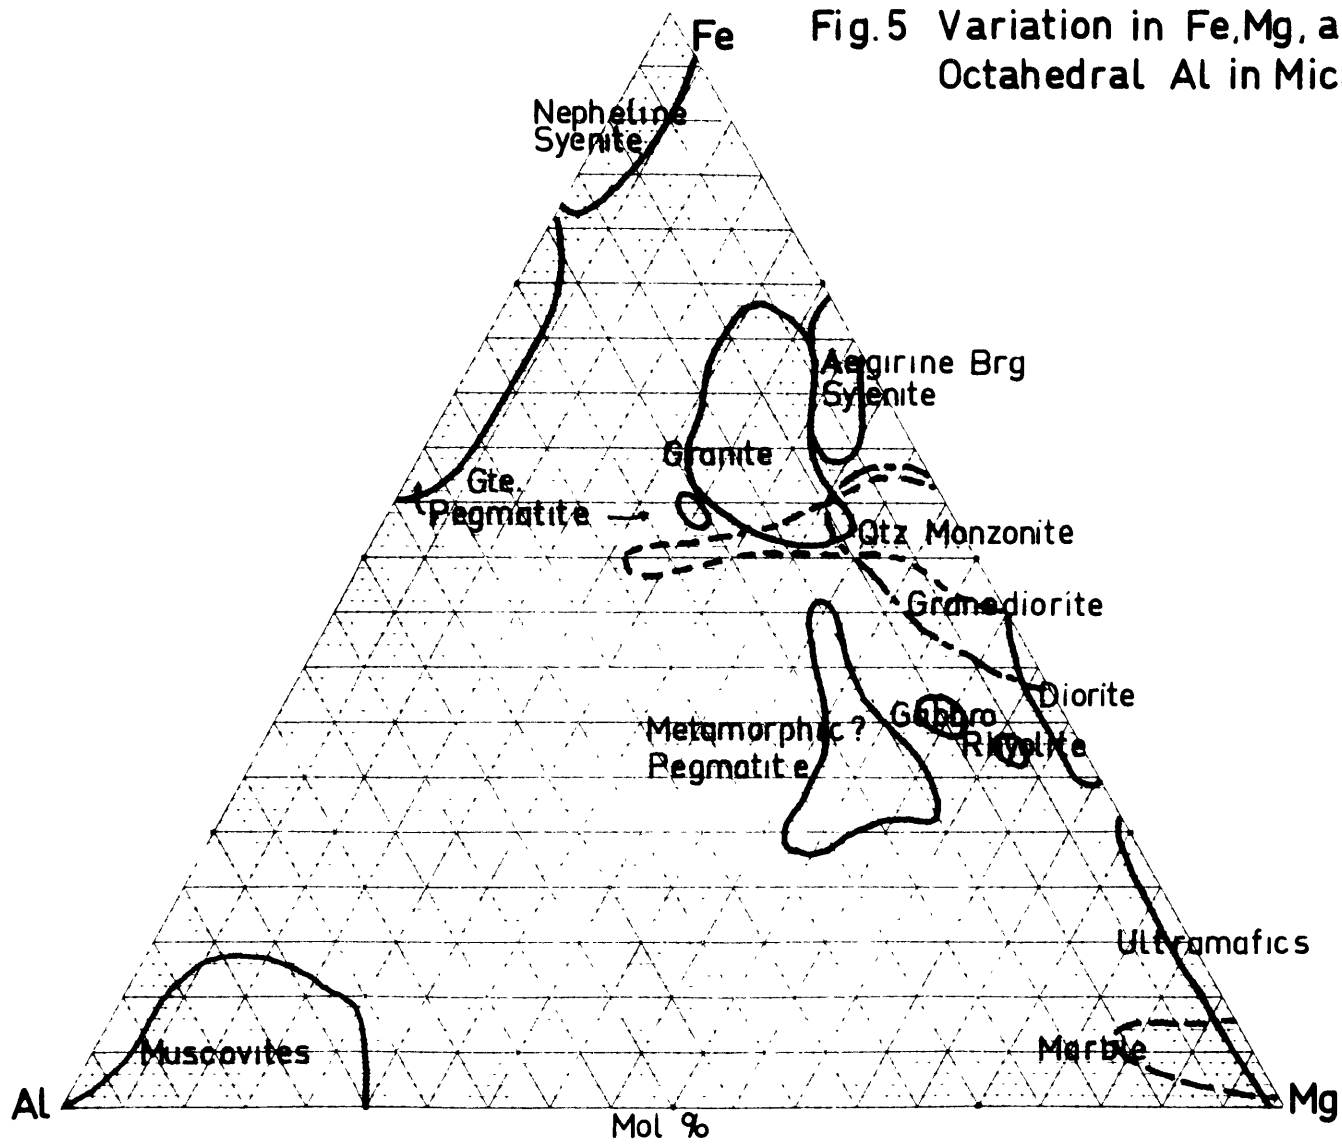 Fe
Fig.5 Variation in Fe,Mg, a
Octahedral Al in Mic
Nepheline
Syenite
Aegirine Brg
Syenite
Granite
Gte.
Pegmatite
Qtz Monzonite
Granodiorite
Diorite
Gabbro
Metamorphic ?
Rhyolite
Pegmatite
Ultramafics
Muscovites
Marble
Al
Mg
Mol %